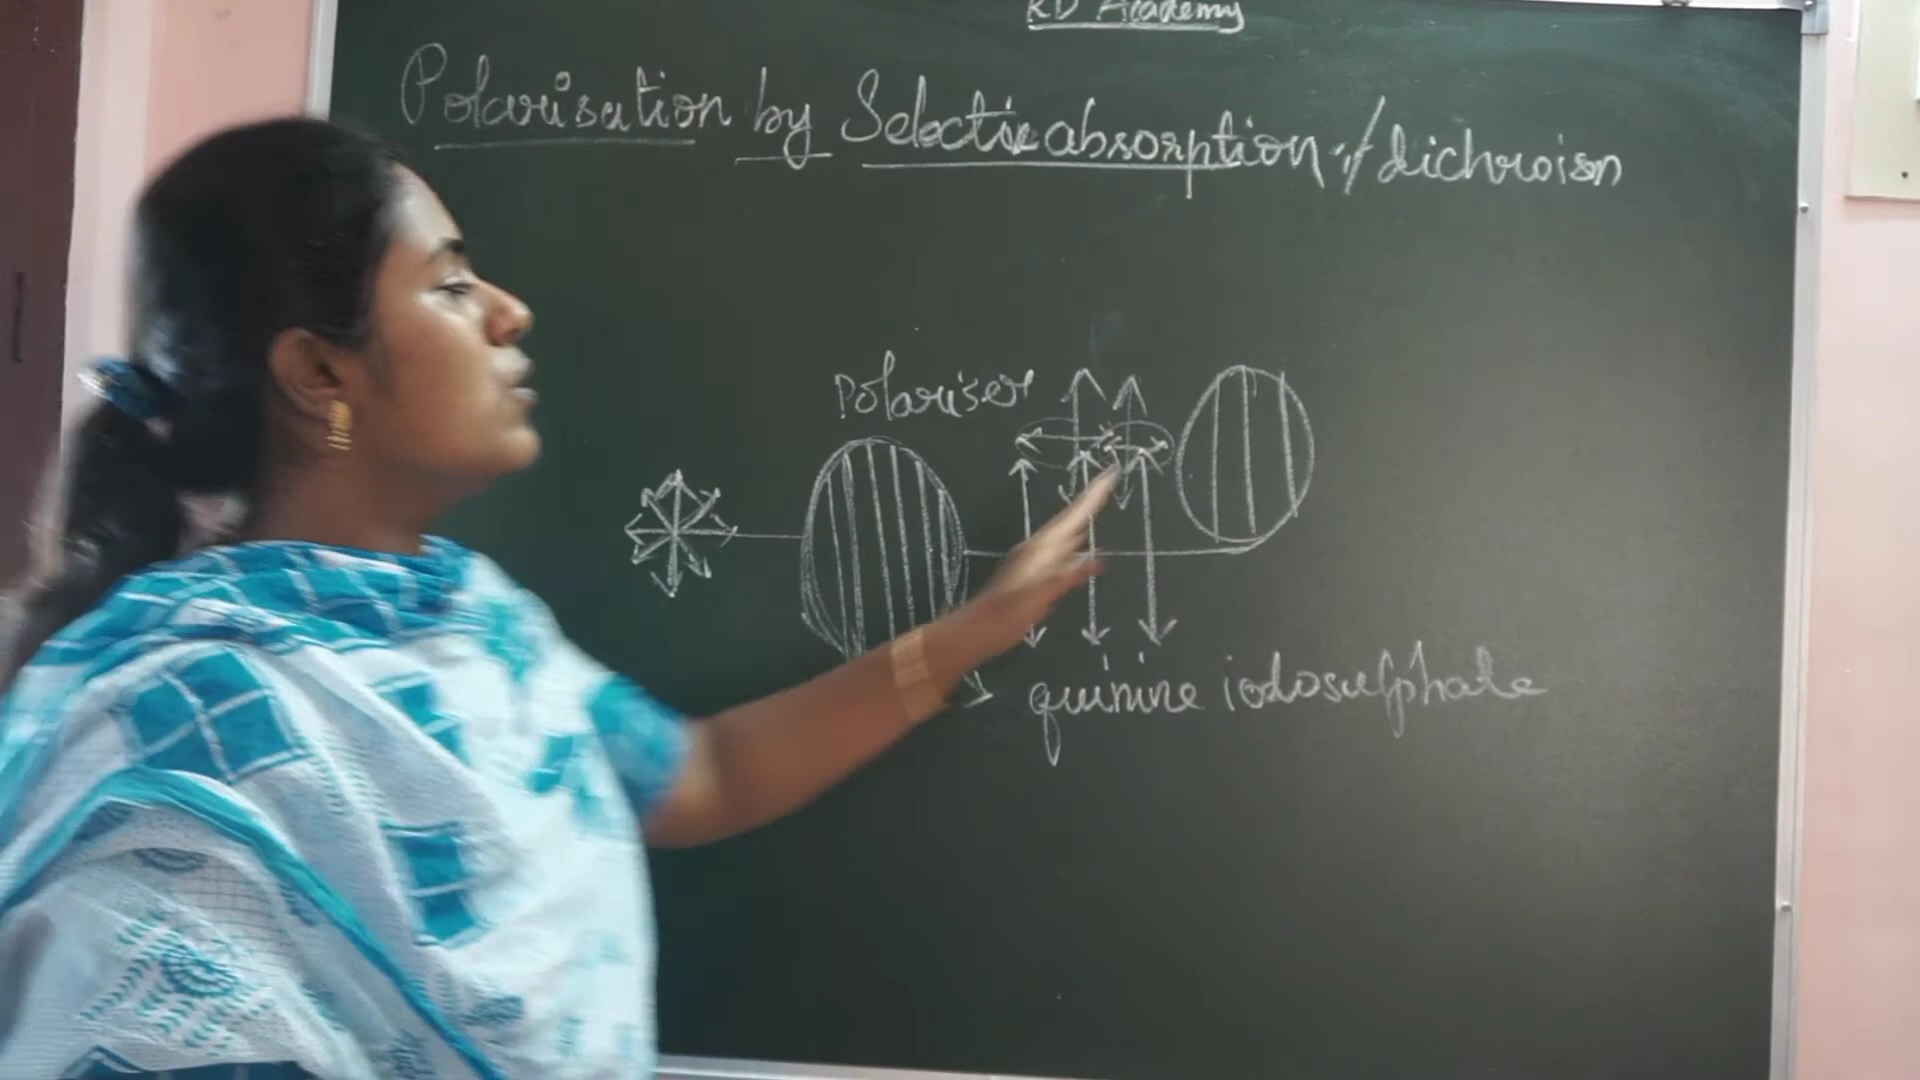 KD Academy
Polarisation by Selective absorption / dichroism
Polariser
quinine iodosulphate